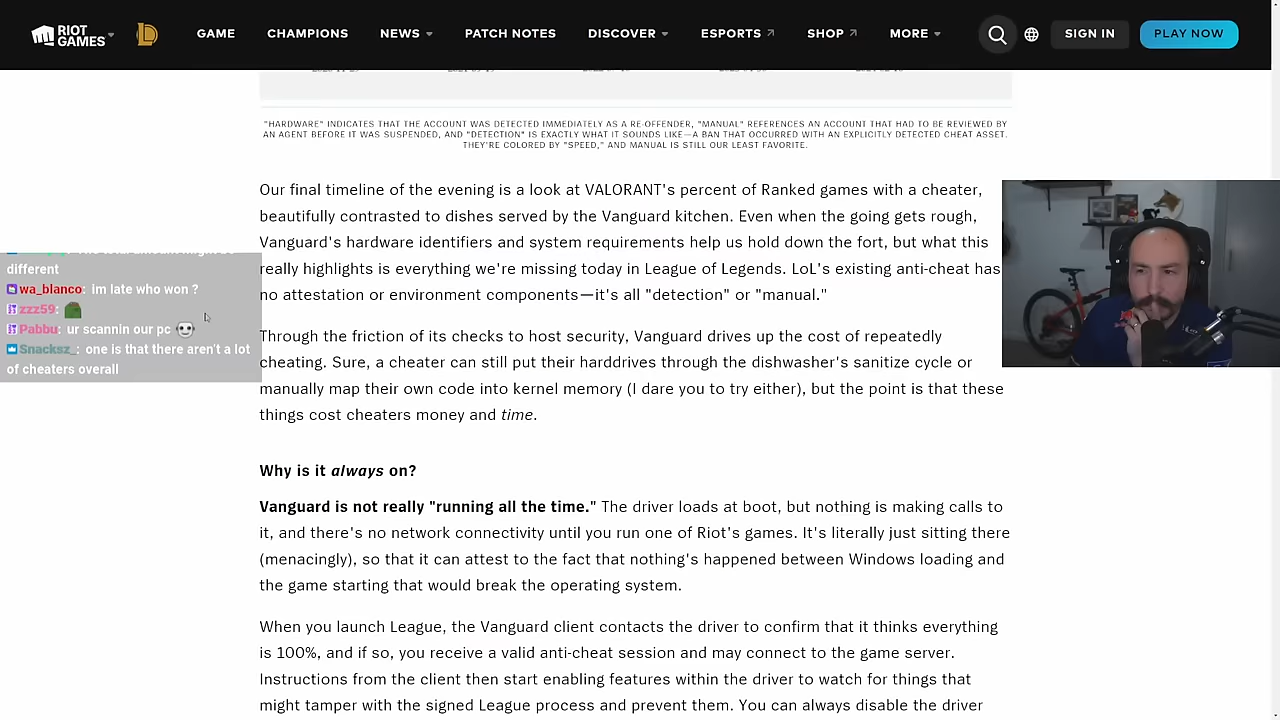 RIOT
GAMES
GAME
CHAMPIONS
NEWS
PATCH NOTES
DISCOVER
ESPORTS
SHOP
MORE
SIGN IN
PLAY NOW
"HARDWARE" INDICATES THAT THE ACCOUNT WAS DETECTED IMMEDIATELY AS A RE-OFFENDER, "MANUAL" REFERENCES AN ACCOUNT THAT HAD TO BE REVIEWED BY
AN AGENT BEFORE IT WAS SUSPENDED, AND "DETECTION" IS EXACTLY WHAT IT SOUNDS LIKE—A BAN THAT OCCURRED WITH AN EXPLICITLY DETECTED CHEAT ASSET.
THEY'RE COLORED BY "SPEED," AND MANUAL IS STILL OUR LEAST FAVORITE.
Our final timeline of the evening is a look at VALORANT's percent of Ranked games with a cheater,
beautifully contrasted to dishes served by the Vanguard kitchen. Even when the going gets rough,
Vanguard's hardware identifiers and system requirements help us hold down the fort, but what this
really highlights is everything we're missing today in League of Legends. LoL's existing anti-cheat has
no attestation or environment components—it's all "detection" or "manual."
Through the friction of its checks to host security, Vanguard drives up the cost of repeatedly
cheating. Sure, a cheater can still put their harddrives through the dishwasher's sanitize cycle or
manually map their own code into kernel memory (I dare you to try either), but the point is that these
things cost cheaters money and time.
Why is it always on?
Vanguard is not really "running all the time." The driver loads at boot, but nothing is making calls to
it, and there's no network connectivity until you run one of Riot's games. It's literally just sitting there
(menacingly), so that it can attest to the fact that nothing's happened between Windows loading and
the game starting that would break the operating system.
When you launch League, the Vanguard client contacts the driver to confirm that it thinks everything
is 100%, and if so, you receive a valid anti-cheat session and may connect to the game server.
Instructions from the client then start enabling features within the driver to watch for things that
might tamper with the signed League process and prevent them. You can always disable the driver
different
wa_blanco: im late who won ?
zzz59:
Pabbu: ur scannin our pc
Snacksz_: one is that there aren't a lot
of cheaters overall